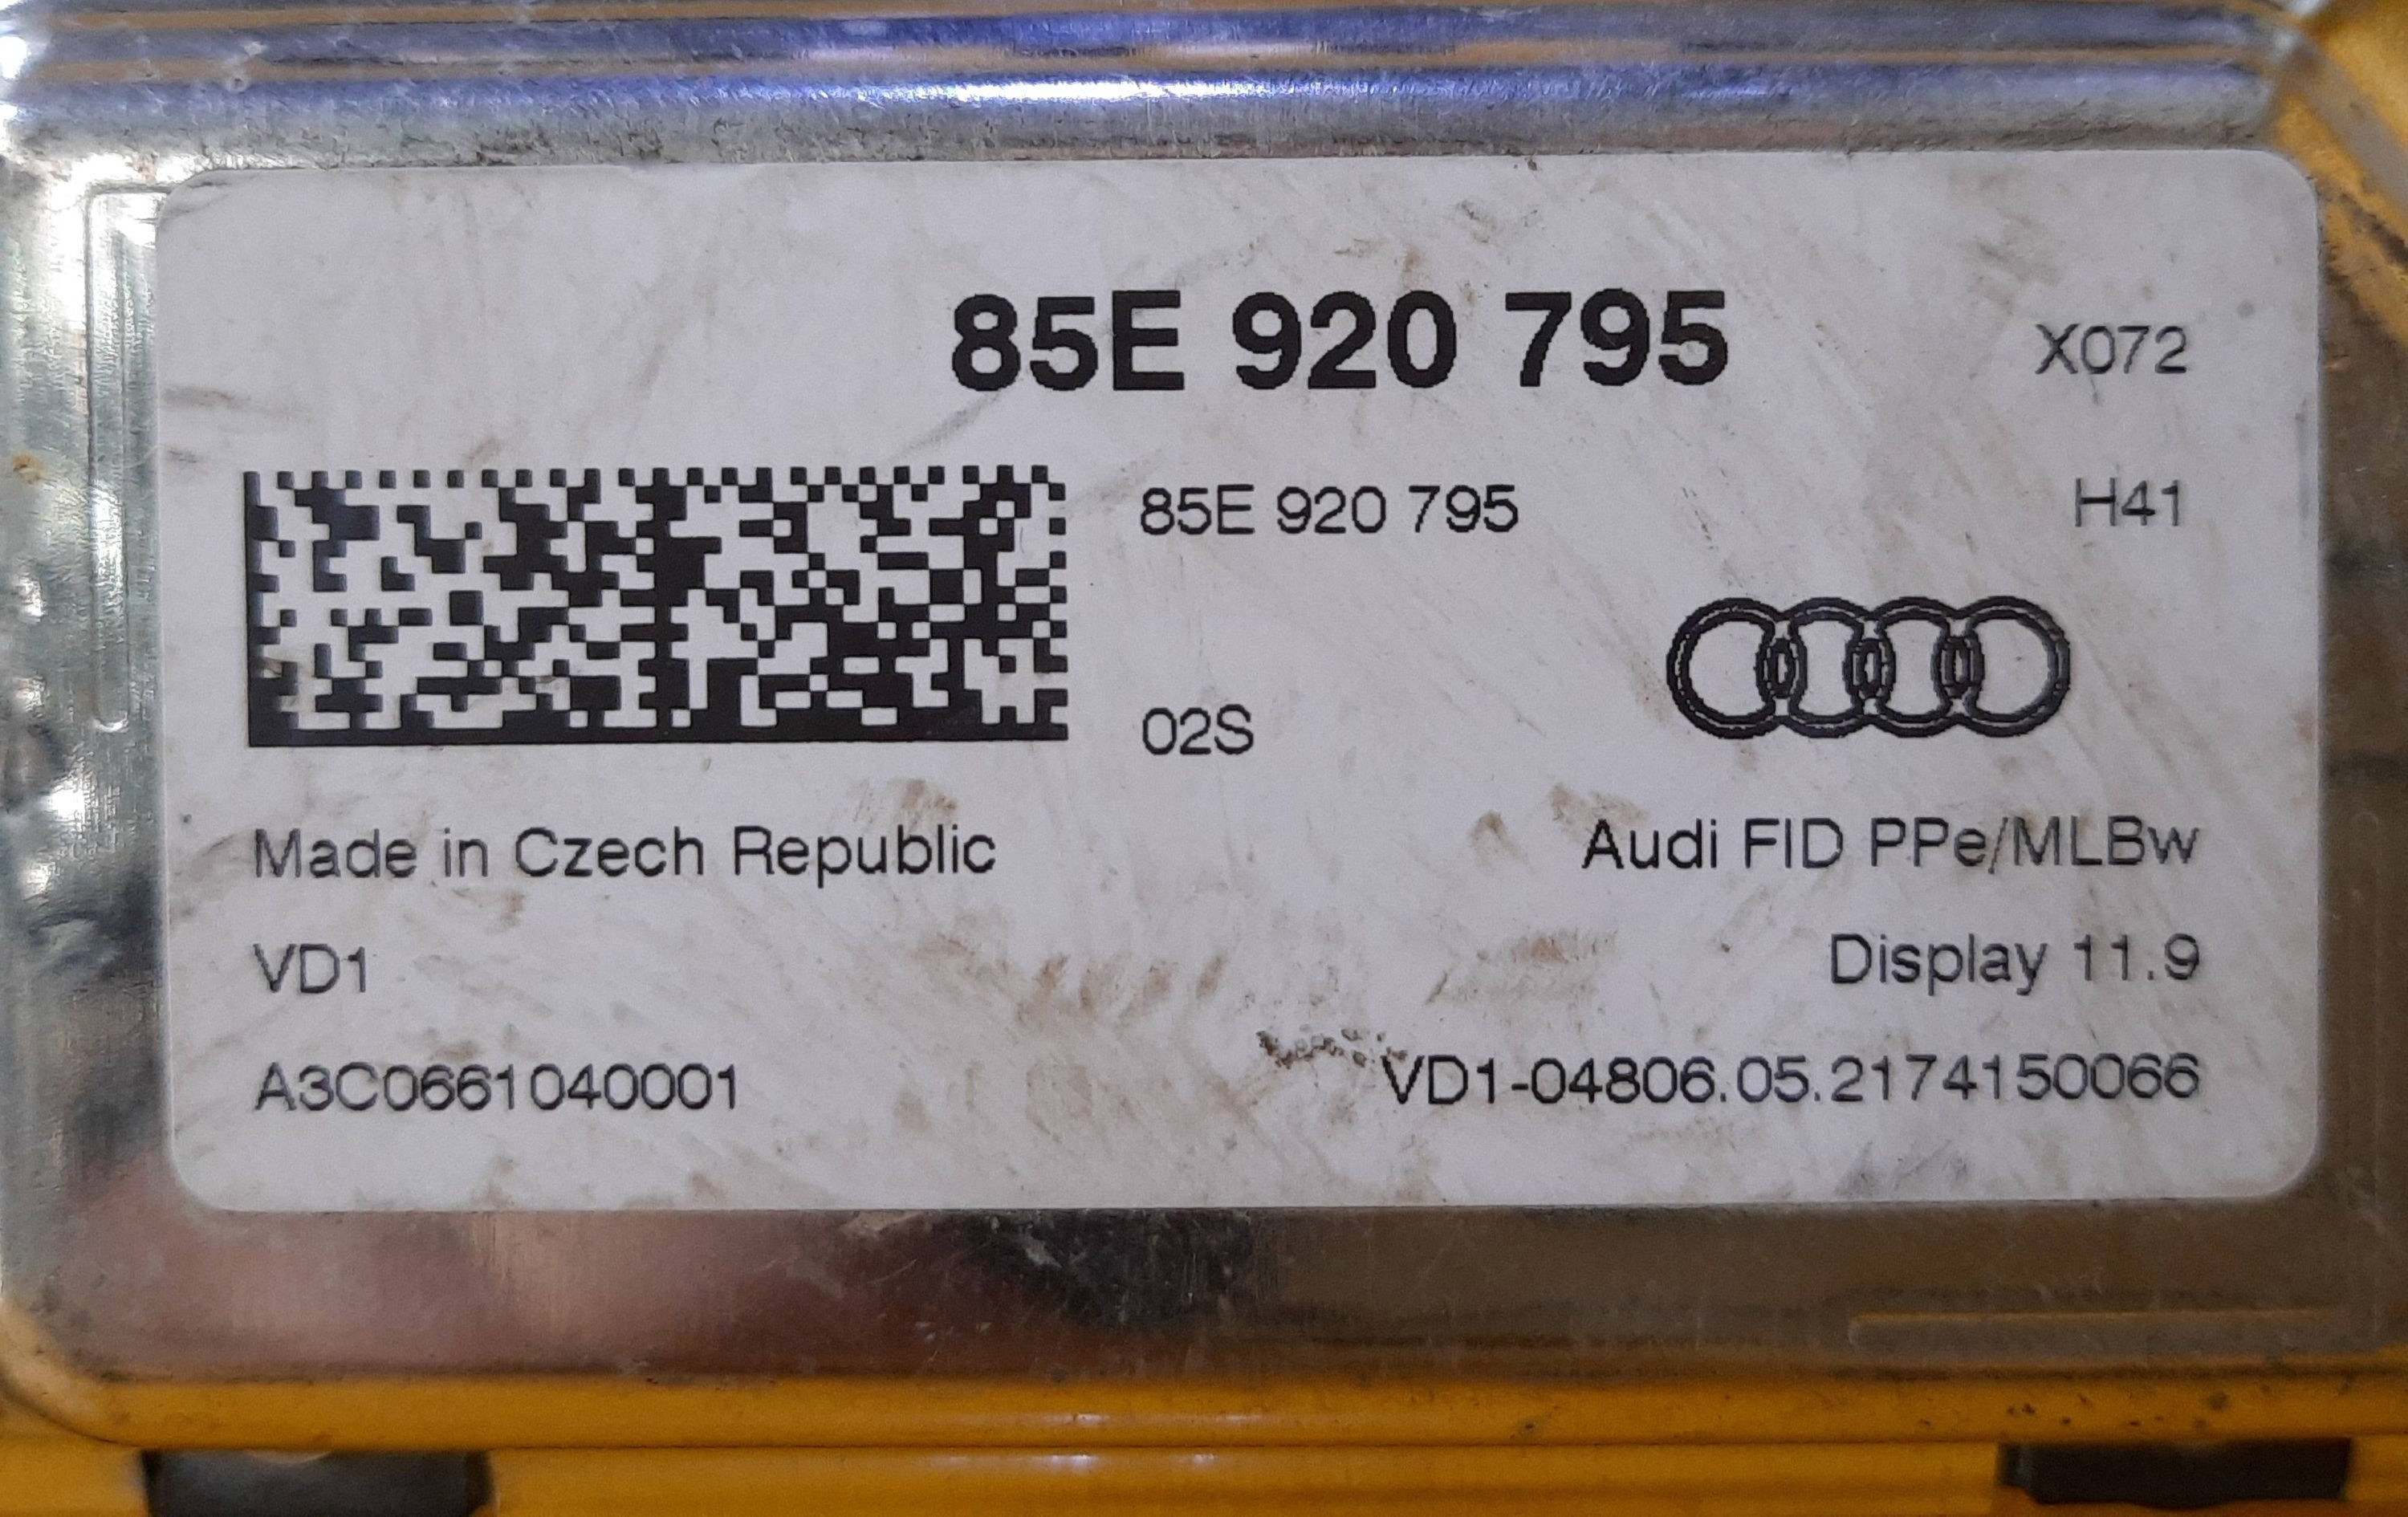 85E 920 795 X072
85E 920 795 H41
02S
Made in Czech Republic Audi FID PPe/MLBw
VD1 Display 11.9
A3C0661040001 VD1-04806.05.2174150066